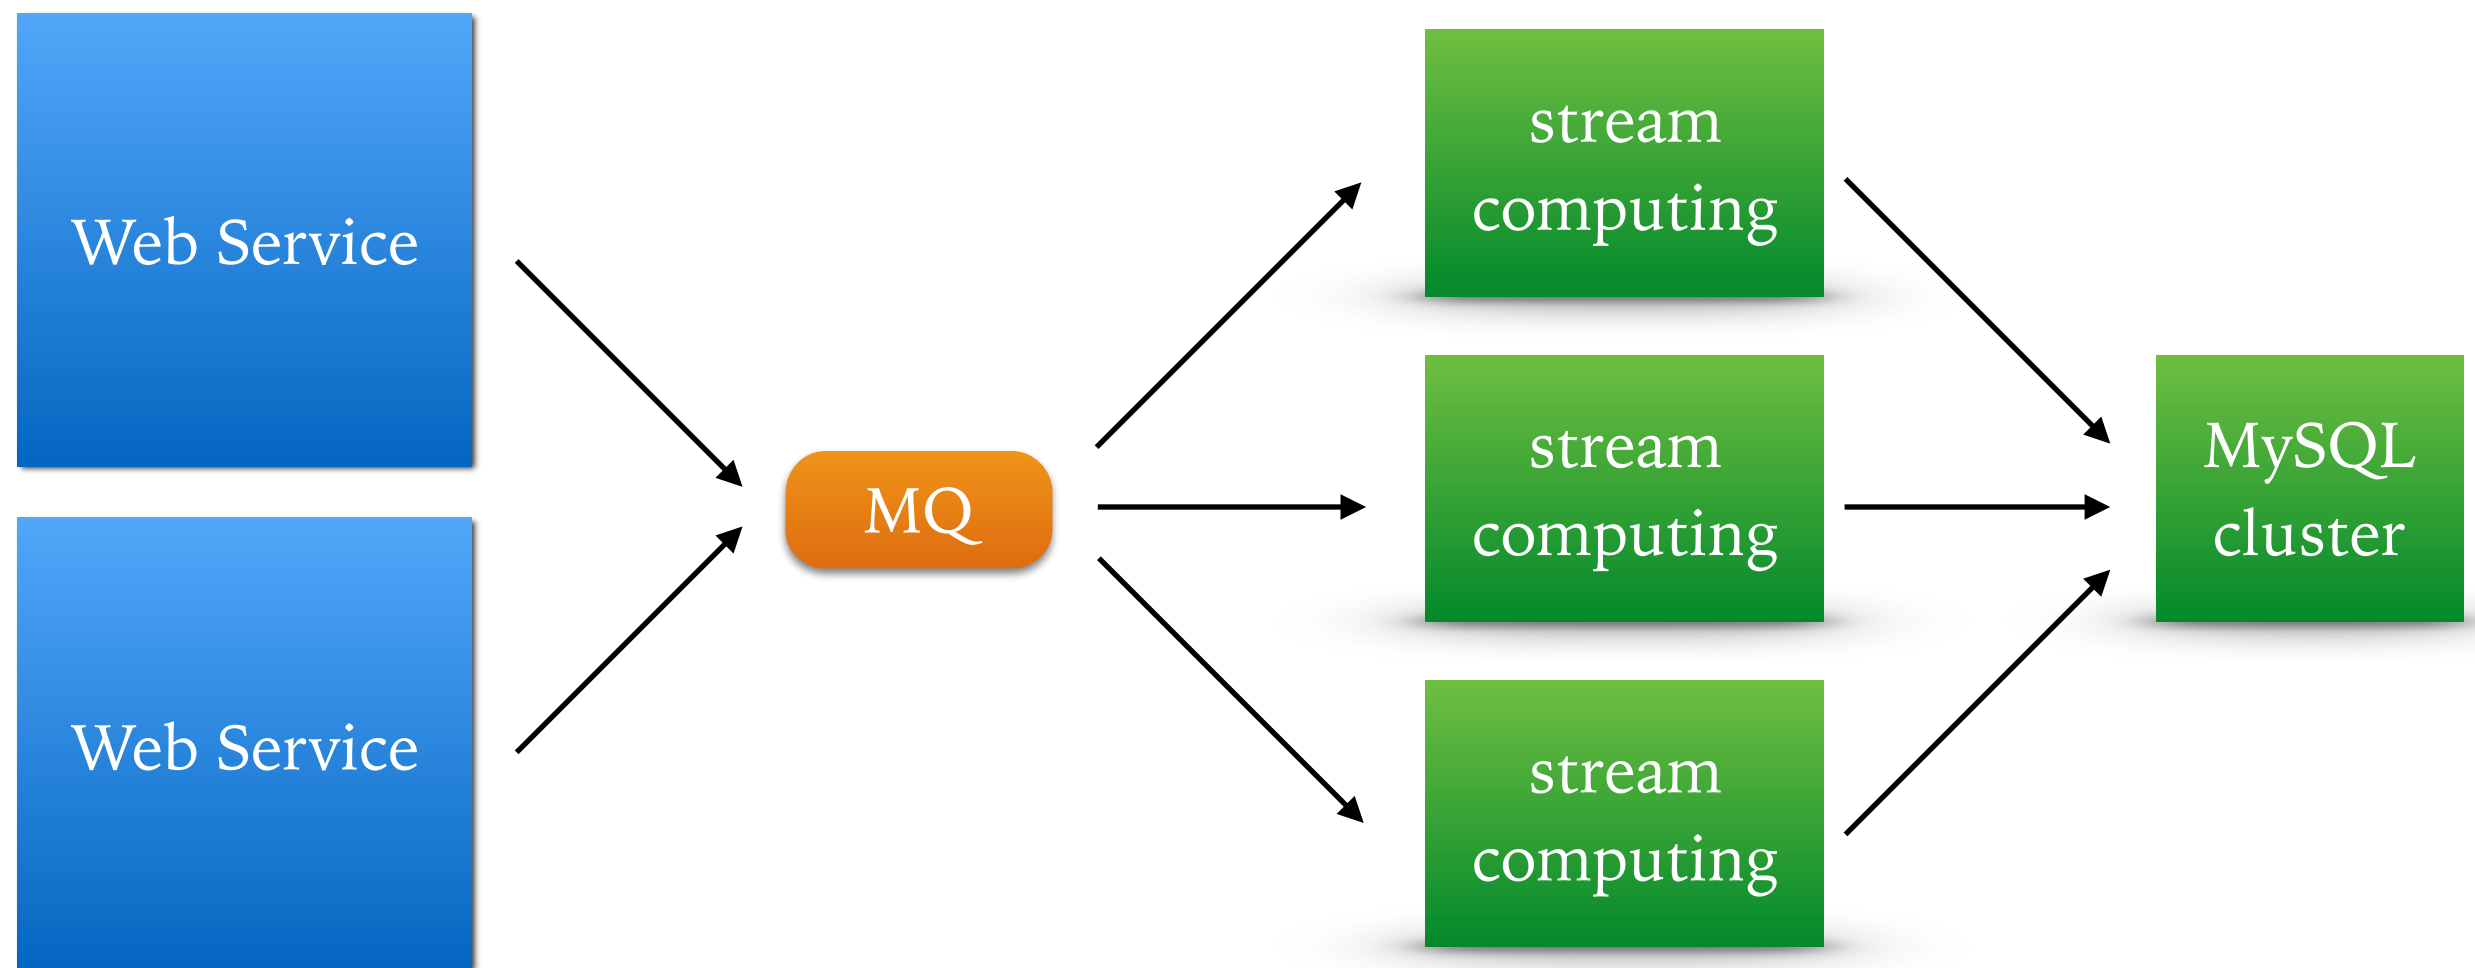 Web Service
Web Service
MQ
stream
computing
stream
computing
stream
computing
MySQL
cluster